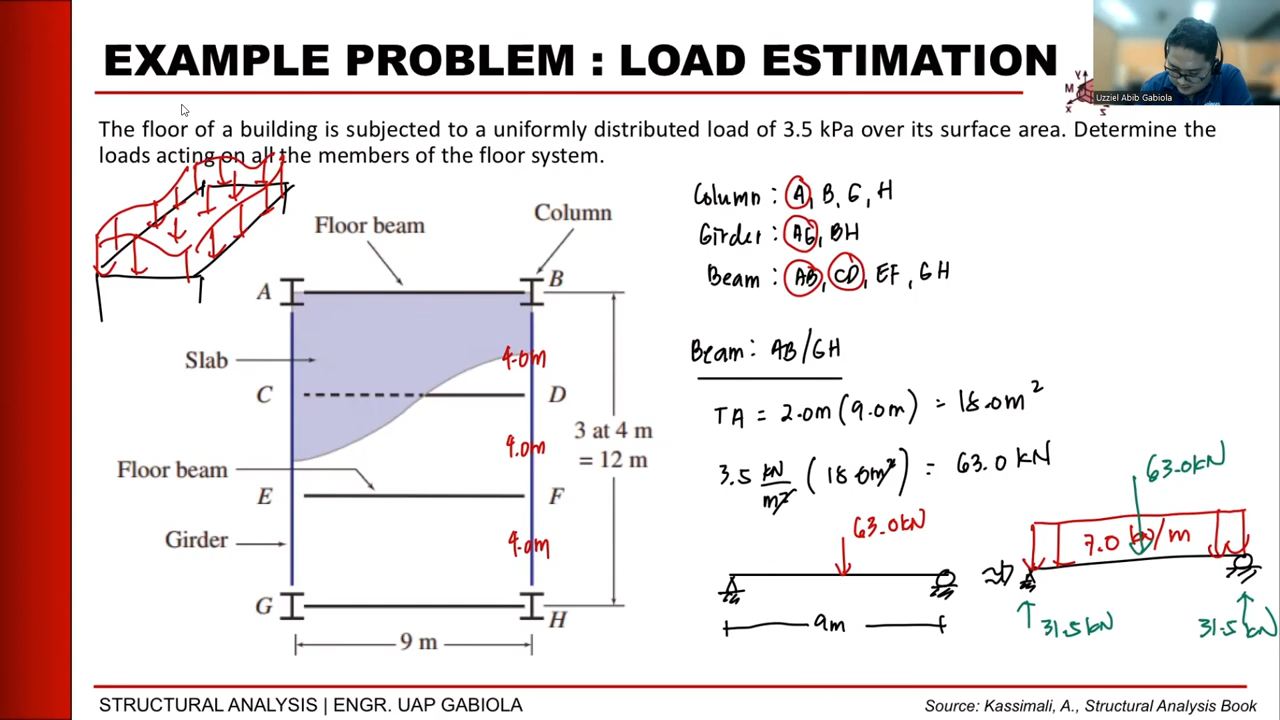 EXAMPLE PROBLEM : LOAD ESTIMATION
Uzziel Abib Gabiola
The floor of a building is subjected to a uniformly distributed load of 3.5 kPa over its surface area. Determine the
loads acting on all the members of the floor system.
Column : A, B, G, H
Girder : AG, BH
Beam : AB, CD, EF, GH
Floor beam
Column
A
B
Slab
4.0m
C
D
3 at 4 m
= 12 m
4.0m
Floor beam
E
F
Girder
4.0m
G
H
9 m
Beam: AB/GH
TA = 2.0m (9.0m) = 18.0m²
3.5 kN/m² (18.0m²) = 63.0 kN
63.0kN
9m
63.0kN
7.0 kN/m
31.5kN
31.5kN
STRUCTURAL ANALYSIS | ENGR. UAP GABIOLA
Source: Kassimali, A., Structural Analysis Book